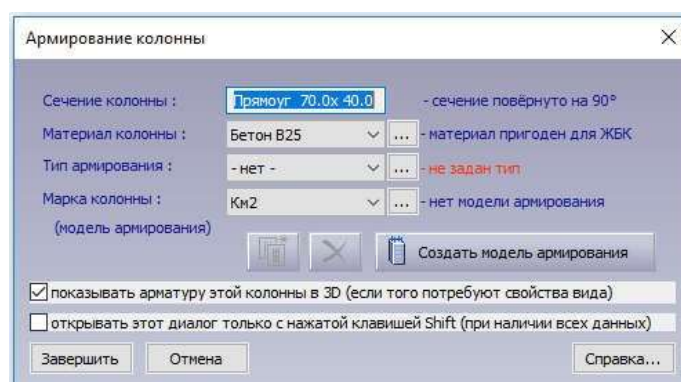 Армирование колонны
Сечение колонны : Прямоуг 70.0x 40.0 - сечение повёрнуто на 90°
Материал колонны : Бетон В25 ... - материал пригоден для ЖБК
Тип армирования : - нет - ... - не задан тип
Марка колонны : Км2 ... - нет модели армирования
(модель армирования)
Создать модель армирования
показывать арматуру этой колонны в 3D (если того потребуют свойства вида)
открывать этот диалог только с нажатой клавишей Shift (при наличии всех данных)
Завершить Отмена Справка...